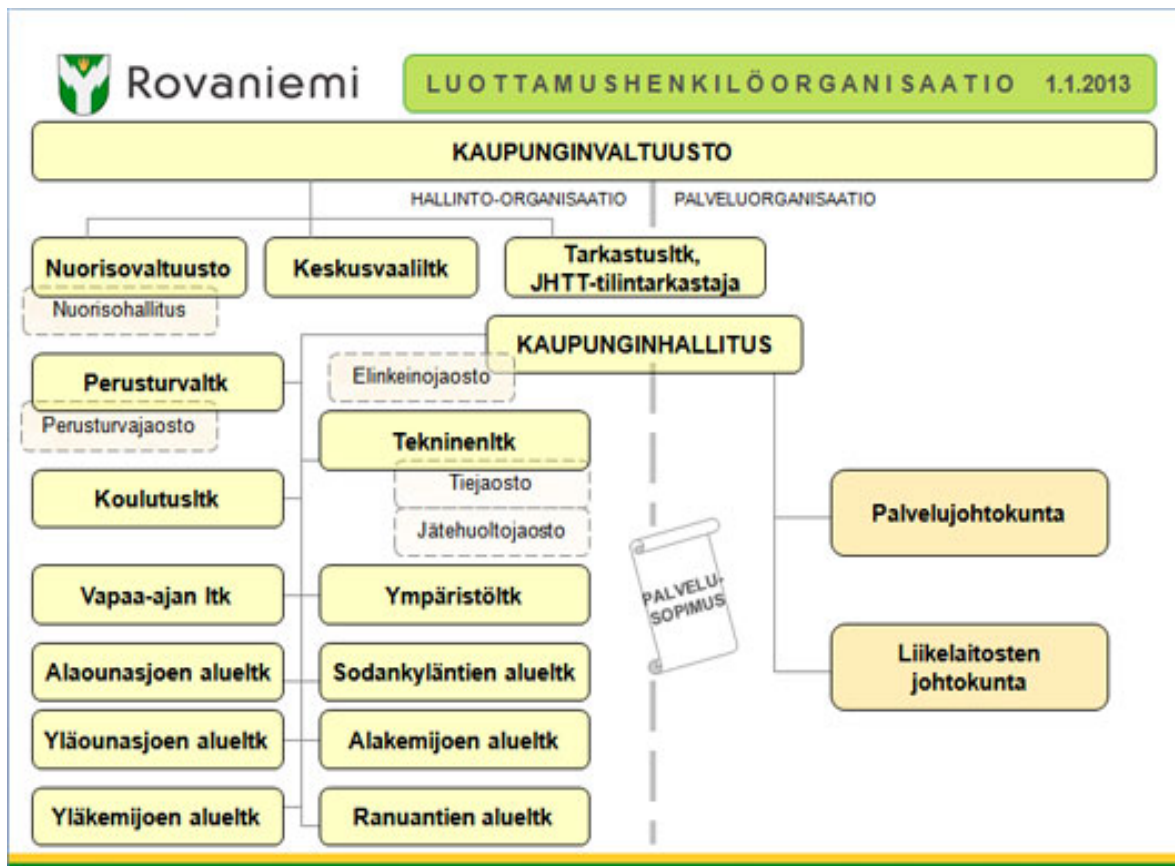 Rovaniemi
LUOTTAMUSHENKILÖORGANISAATIO 1.1.2013
KAUPUNGINVALTUUSTO
HALLINTO-ORGANISAATIO
PALVELUORGANISAATIO
Nuorisovaltuusto
Keskusvaaliltk
Tarkastusltk,
JHTT-tilintarkastaja
Nuorisohallitus
KAUPUNGINHALLITUS
Perusturvaltk
Elinkeinojaosto
Perusturvajaosto
Tekninenltk
Koulutusltk
Tiejaosto
Jätehuoltojaosto
Palvelujohtokunta
Vapaa-ajan ltk
Ympäristöltk
PALVELU-
SOPIMUS
Alaounasjoen alueltk
Sodankyläntien alueltk
Liikelaitosten
johtokunta
Yläounasjoen alueltk
Alakemijoen alueltk
Yläkemijoen alueltk
Ranuantien alueltk